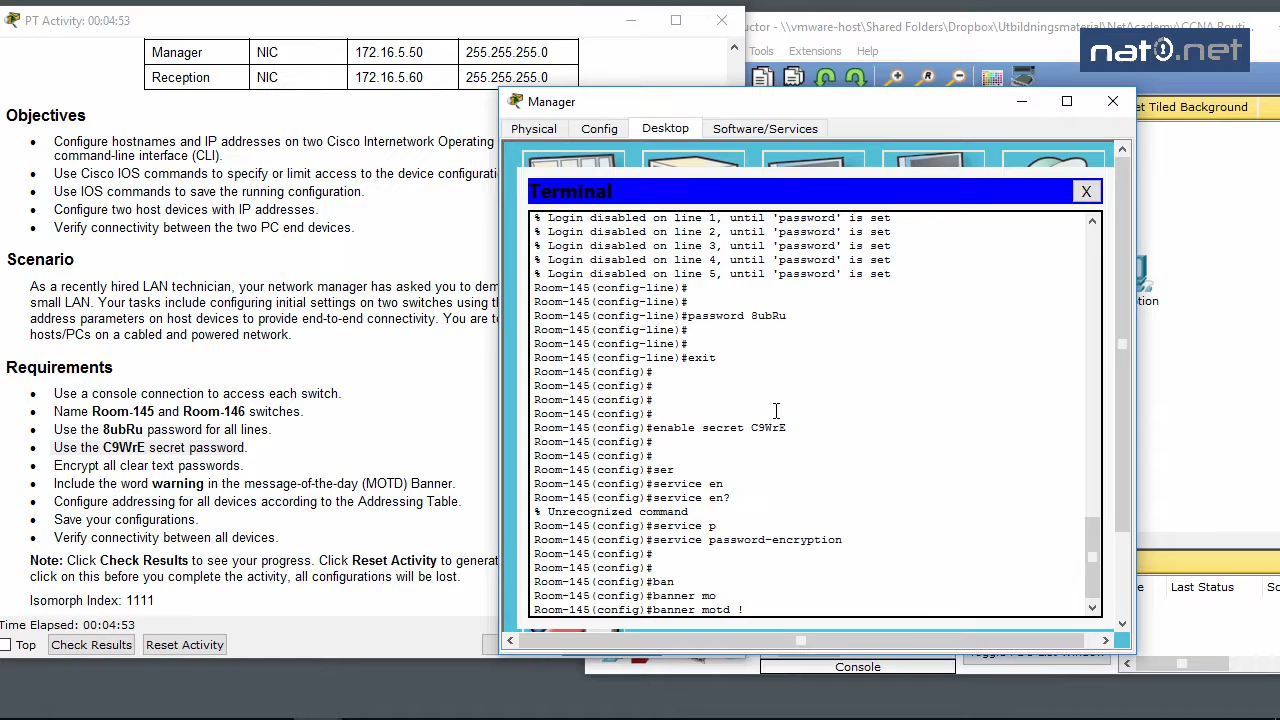 PT Activity: 00:04:53
Manager NIC 172.16.5.50 255.255.255.0
Reception NIC 172.16.5.60 255.255.255.0
Objectives
• Configure hostnames and IP addresses on two Cisco Internetwork Operating
command-line interface (CLI).
• Use Cisco IOS commands to specify or limit access to the device configurati
• Use IOS commands to save the running configuration.
• Configure two host devices with IP addresses.
• Verify connectivity between the two PC end devices.
Scenario
As a recently hired LAN technician, your network manager has asked you to dem
small LAN. Your tasks include configuring initial settings on two switches using th
address parameters on host devices to provide end-to-end connectivity. You are to
hosts/PCs on a cabled and powered network.
Requirements
• Use a console connection to access each switch.
• Name Room-145 and Room-146 switches.
• Use the 8ubRu password for all lines.
• Use the C9WrE secret password.
• Encrypt all clear text passwords.
• Include the word warning in the message-of-the-day (MOTD) Banner.
• Configure addressing for all devices according to the Addressing Table.
• Save your configurations.
• Verify connectivity between all devices.
Note: Click Check Results to see your progress. Click Reset Activity to generat
click on this before you complete the activity, all configurations will be lost.
Isomorph Index: 1111
Time Elapsed: 00:04:53
Top Check Results Reset Activity
uctor - \\vmware-host\Shared Folders\Dropbox\Utbildningsmaterial\NetAcademy\CCNA Routi...
Tools Extensions Help
nat0.net
et Tiled Background
Manager
Physical Config Desktop Software/Services
Terminal
X
% Login disabled on line 1, until 'password' is set
% Login disabled on line 2, until 'password' is set
% Login disabled on line 3, until 'password' is set
% Login disabled on line 4, until 'password' is set
% Login disabled on line 5, until 'password' is set
Room-145(config-line)#
Room-145(config-line)#
Room-145(config-line)#password 8ubRu
Room-145(config-line)#
Room-145(config-line)#
Room-145(config-line)#exit
Room-145(config)#
Room-145(config)#
Room-145(config)#
Room-145(config)#
Room-145(config)#enable secret C9WrE
Room-145(config)#
Room-145(config)#
Room-145(config)#ser
Room-145(config)#service en
Room-145(config)#service en?
% Unrecognized command
Room-145(config)#service p
Room-145(config)#service password-encryption
Room-145(config)#
Room-145(config)#
Room-145(config)#ban
Room-145(config)#banner mo
Room-145(config)#banner motd !
ption
e Last Status Sc
Console